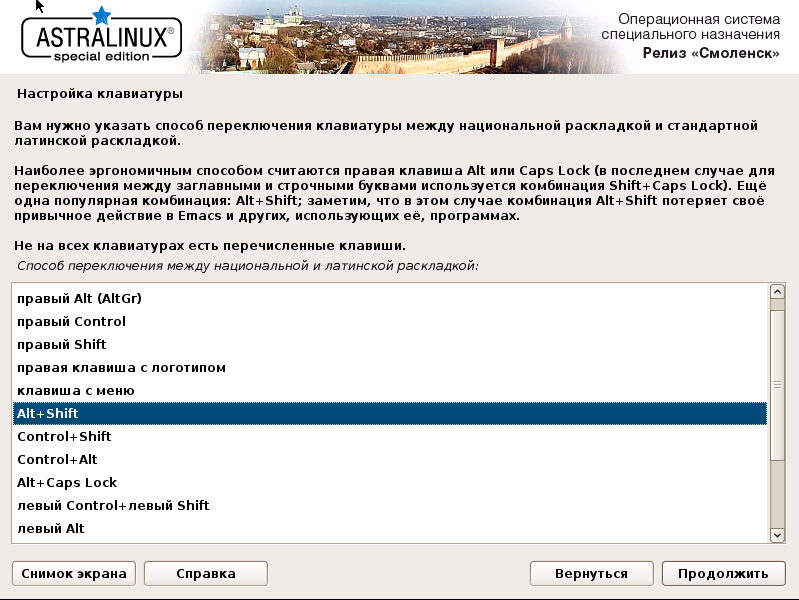 ASTRALINUX®
special edition
Операционная система
специального назначения
Релиз «Смоленск»
Настройка клавиатуры
Вам нужно указать способ переключения клавиатуры между национальной раскладкой и стандартной
латинской раскладкой.
Наиболее эргономичным способом считаются правая клавиша Alt или Caps Lock (в последнем случае для
переключения между заглавными и строчными буквами используется комбинация Shift+Caps Lock). Ещё
одна популярная комбинация: Alt+Shift; заметим, что в этом случае комбинация Alt+Shift потеряет своё
привычное действие в Emacs и других, использующих её, программах.
Не на всех клавиатурах есть перечисленные клавиши.
Способ переключения между национальной и латинской раскладкой:
правый Alt (AltGr)
правый Control
правый Shift
правая клавиша с логотипом
клавиша с меню
Alt+Shift
Control+Shift
Control+Alt
Alt+Caps Lock
левый Control+левый Shift
левый Alt
Снимок экрана
Справка
Вернуться
Продолжить